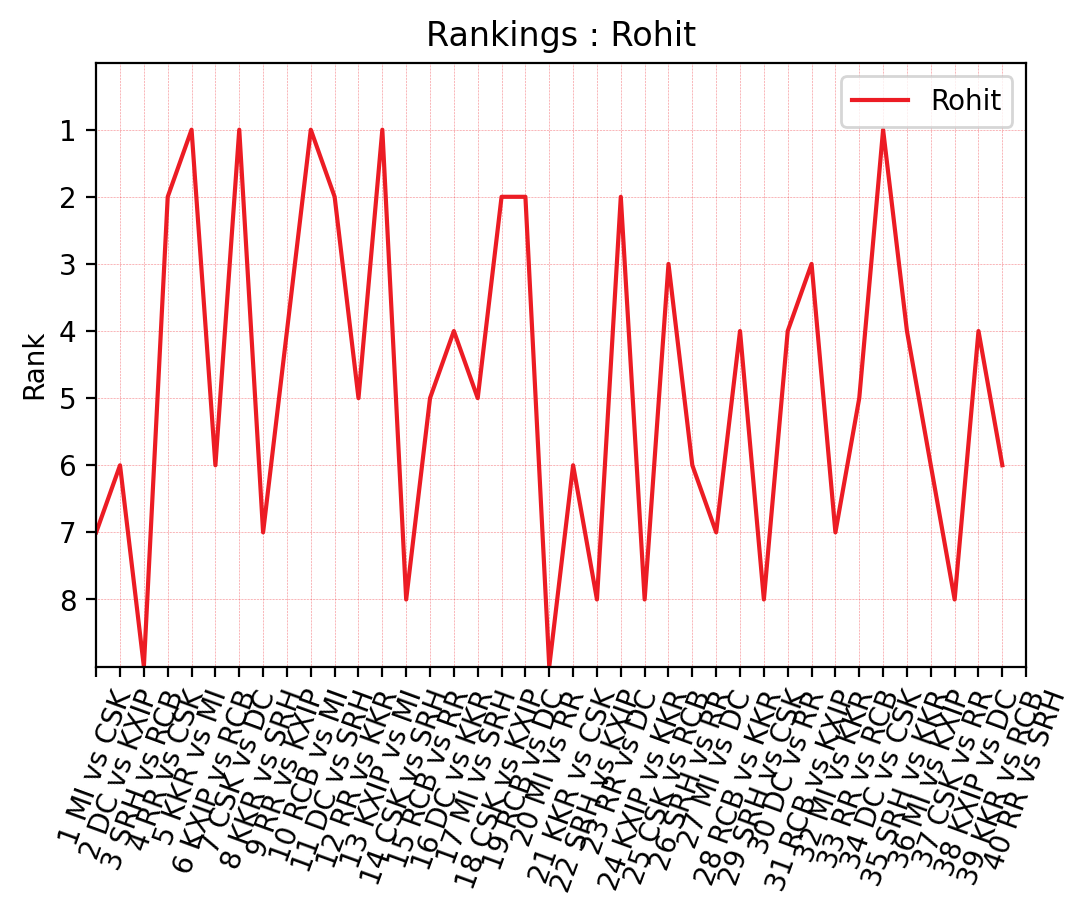 Rankings : Rohit
Rohit
Rank
1
2
3
4
5
6
7
8
1 MI vs CSK
2 DC vs KXIP
3 SRH vs RCB
4 RR vs CSK
5 KKR vs MI
6 KXIP vs RCB
7 CSK vs DC
8 KKR vs SRH
9 RR vs KXIP
10 RCB vs MI
11 DC vs SRH
12 RR vs KKR
13 KXIP vs MI
14 CSK vs SRH
15 RCB vs RR
16 DC vs KKR
17 MI vs SRH
18 CSK vs KXIP
19 RCB vs DC
20 MI vs RR
21 KKR vs CSK
22 SRH vs KXIP
23 RR vs DC
24 KXIP vs KKR
25 CSK vs RCB
26 SRH vs RR
27 MI vs DC
28 RCB vs KKR
29 SRH vs CSK
30 DC vs RR
31 RCB vs KXIP
32 MI vs KKR
33 RR vs RCB
34 DC vs CSK
35 SRH vs KKR
36 MI vs KXIP
37 CSK vs RR
38 KXIP vs DC
39 KKR vs RCB
40 RR vs SRH